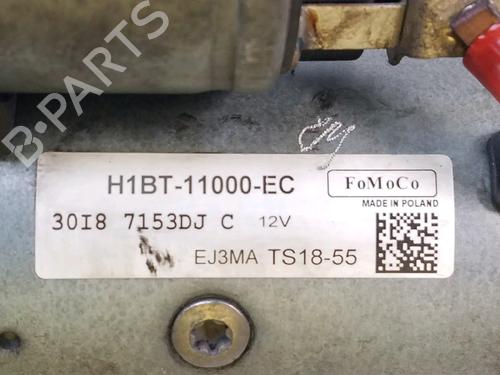 B-PARTS
H1BT-11000-EC
FoMoCo
MADE IN POLAND
30I8 7153DJ C 12V
EJ3MA TS18-55